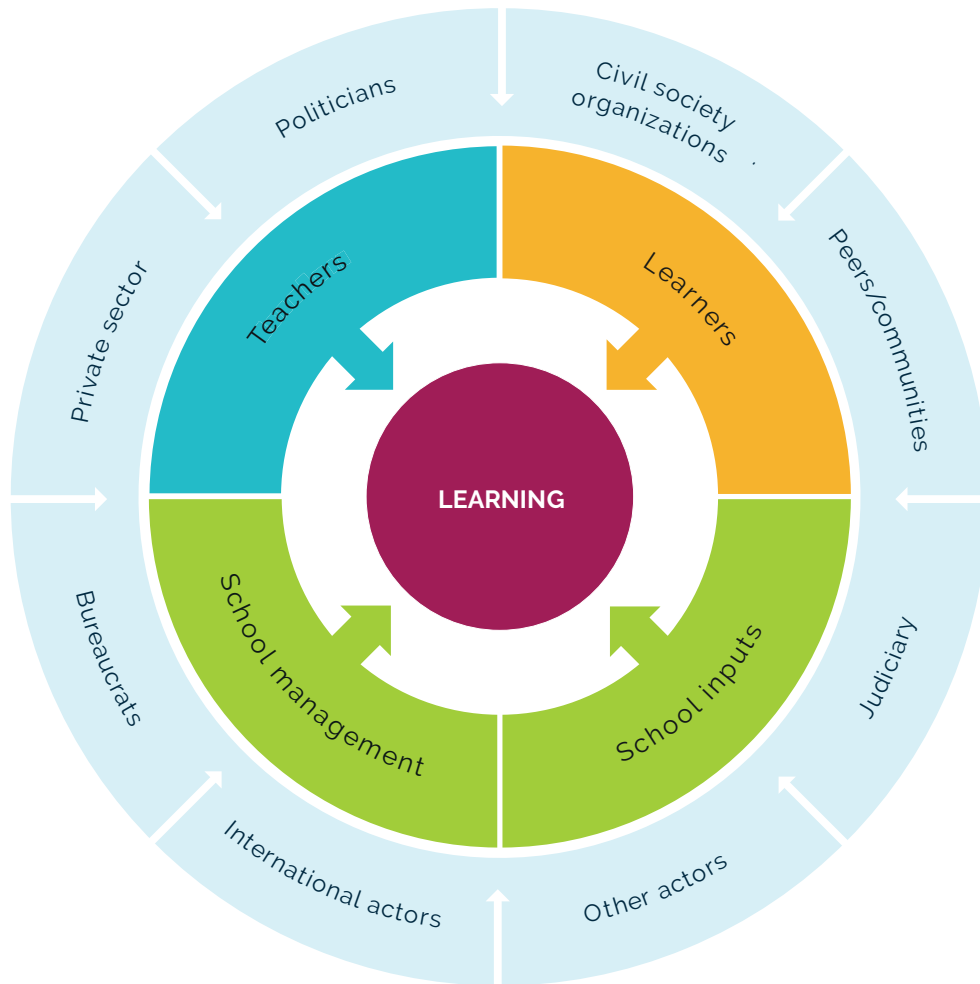 Politicians
Civil society
organizations
Peers/communities
Judiciary
Other actors
International actors
Bureaucrats
Private sector
Teachers
Learners
School inputs
School management
LEARNING